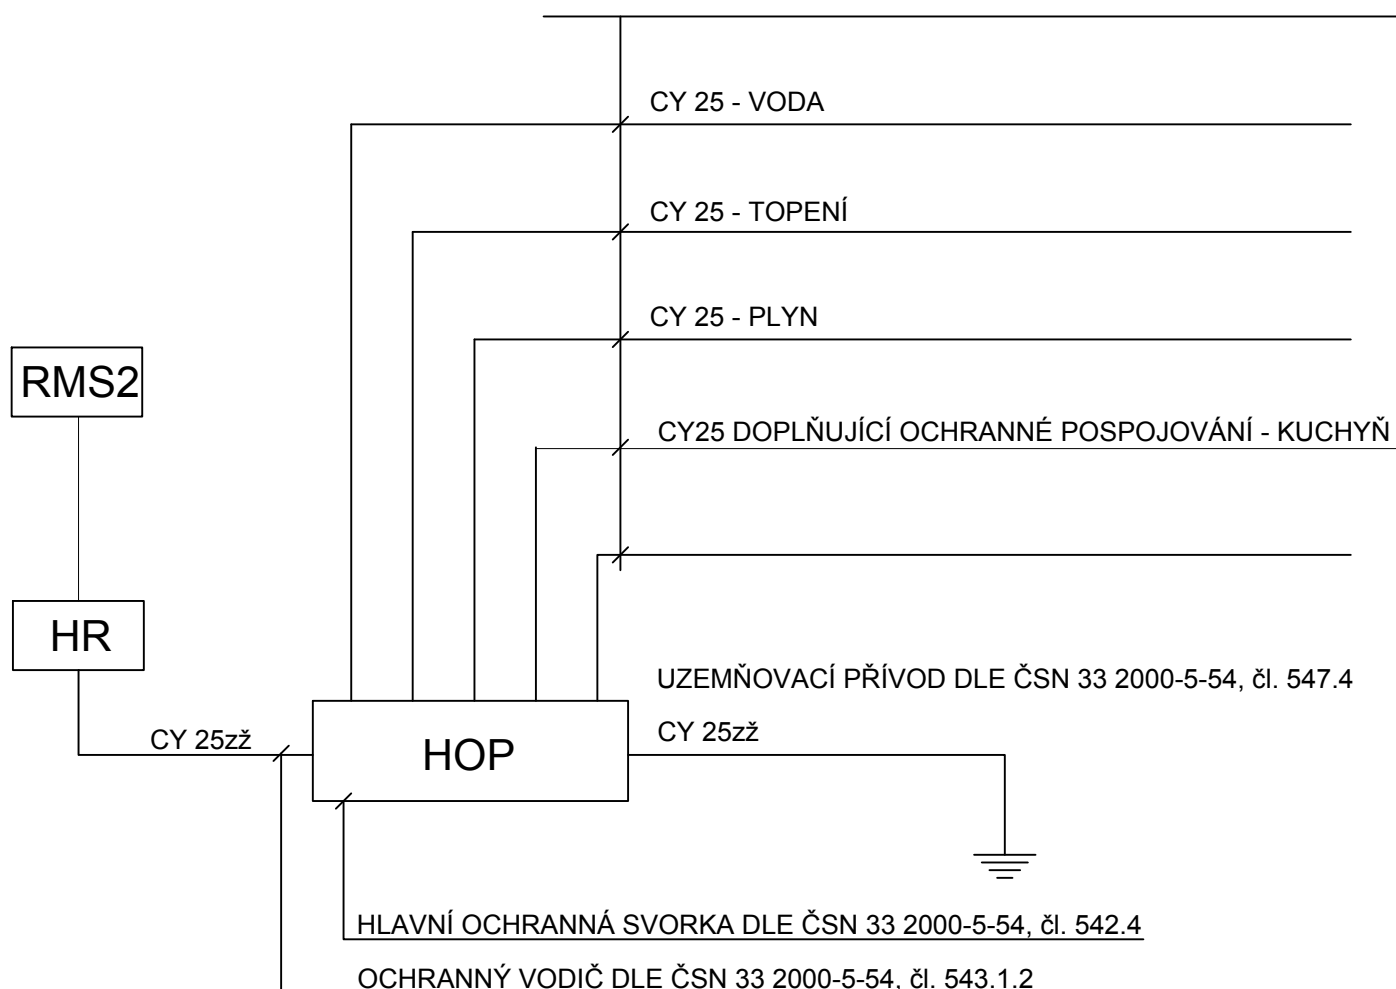 CY 25 - VODA
CY 25 - TOPENÍ
CY 25 - PLYN
RMS2
CY25 DOPLŇUJÍCÍ OCHRANNÉ POSPOJOVÁNÍ - KUCHYŇ
HR
UZEMŇOVACÍ PŘÍVOD DLE ČSN 33 2000-5-54, čl. 547.4
CY 25zž
HOP
CY 25zž
HLAVNÍ OCHRANNÁ SVORKA DLE ČSN 33 2000-5-54, čl. 542.4
OCHRANNÝ VODIČ DLE ČSN 33 2000-5-54, čl. 543.1.2